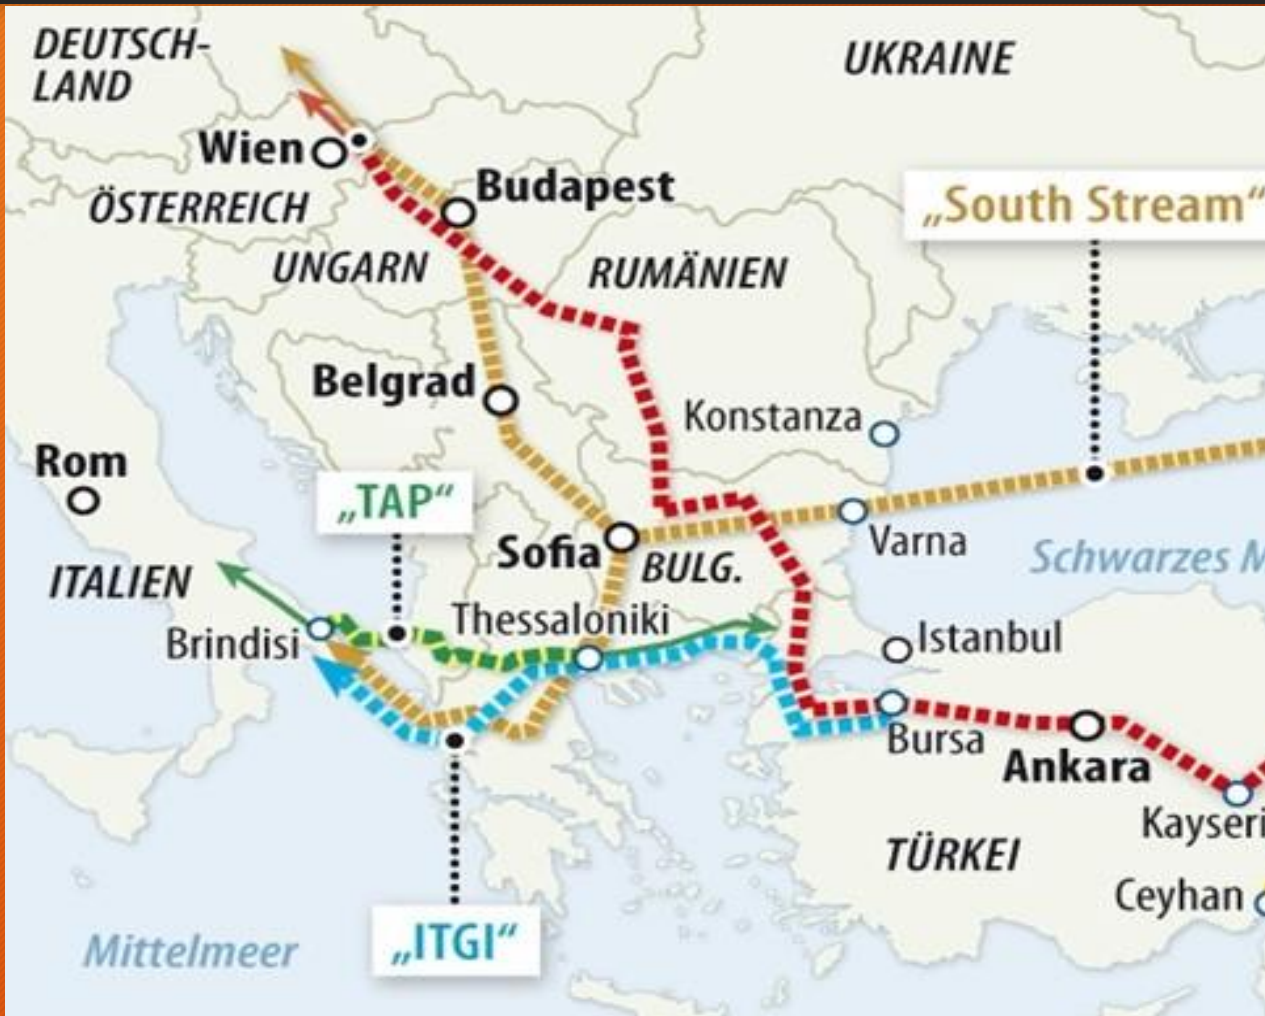 DEUTSCH-
LAND
UKRAINE
Wien
Budapest
ÖSTERREICH
„South Stream“
UNGARN
RUMÄNIEN
Belgrad
Konstanza
Rom
„TAP“
Varna
Sofia
BULG.
Schwarzes M
ITALIEN
Thessaloniki
Brindisi
Istanbul
Bursa
Ankara
Kayseri
TÜRKEI
Ceyhan
„ITGI“
Mittelmeer